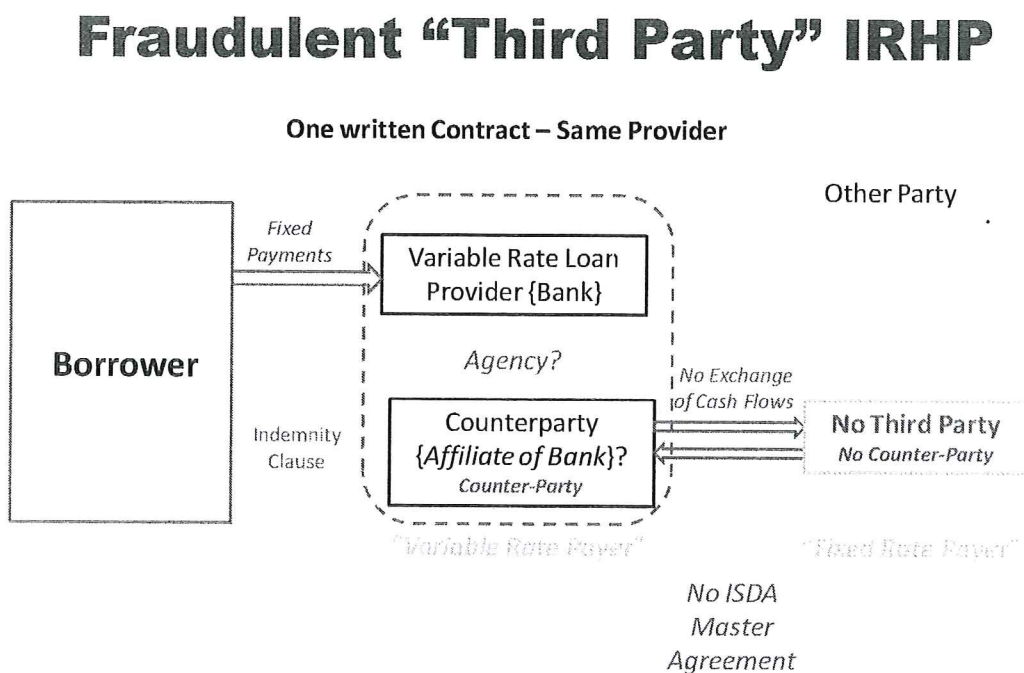 Fraudulent “Third Party” IRHP
One written Contract – Same Provider
Other Party
Fixed
Payments
Variable Rate Loan
Provider {Bank}
Borrower
Agency?
No Exchange
of Cash Flows
Indemnity
Clause
Counterparty
{Affiliate of Bank}?
Counter-Party
No Third Party
No Counter-Party
"Variable Rate Payer"
"Fixed Rate Payer"
No ISDA
Master
Agreement